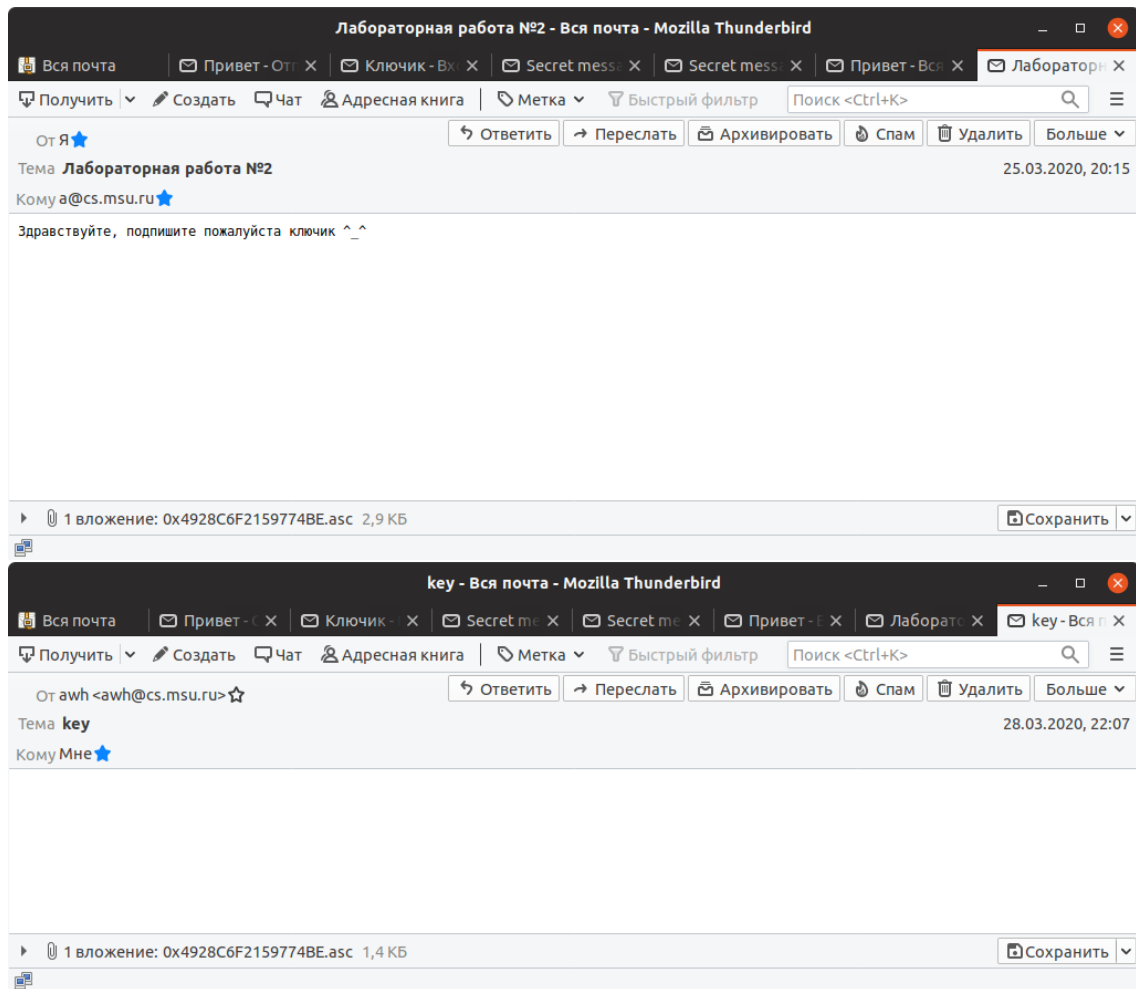 Лабораторная работа №2 - Вся почта - Mozilla Thunderbird
Вся почта Привет - Отп Ключик - Вхо Secret messa Secret messa Привет - Вся Лаборатор
Получить Создать Чат Адресная книга Метка Быстрый фильтр Поиск <Ctrl+K>
От Я Ответить Переслать Архивировать Спам Удалить Больше
Тема Лабораторная работа №2 25.03.2020, 20:15
Кому a@cs.msu.ru
Здравствуйте, подпишите пожалуйста ключик ^_^
1 вложение: 0x4928C6F2159774BE.asc 2,9 КБ Сохранить
key - Вся почта - Mozilla Thunderbird
Вся почта Привет - Ключик - Secret me Secret me Привет - Лаборато key - Вся
Получить Создать Чат Адресная книга Метка Быстрый фильтр Поиск <Ctrl+K>
От awh <awh@cs.msu.ru> Ответить Переслать Архивировать Спам Удалить Больше
Тема key 28.03.2020, 22:07
Кому Мне
1 вложение: 0x4928C6F2159774BE.asc 1,4 КБ Сохранить